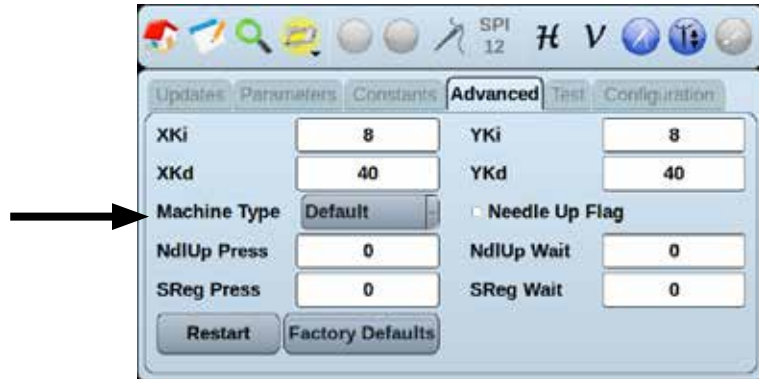 SPI
12
H V
Updates Parameters Constants Advanced Test Configuration
XKi 8 YKi 8
XKd 40 YKd 40
Machine Type Default Needle Up Flag
NdlUp Press 0 NdlUp Wait 0
SReg Press 0 SReg Wait 0
Restart Factory Defaults